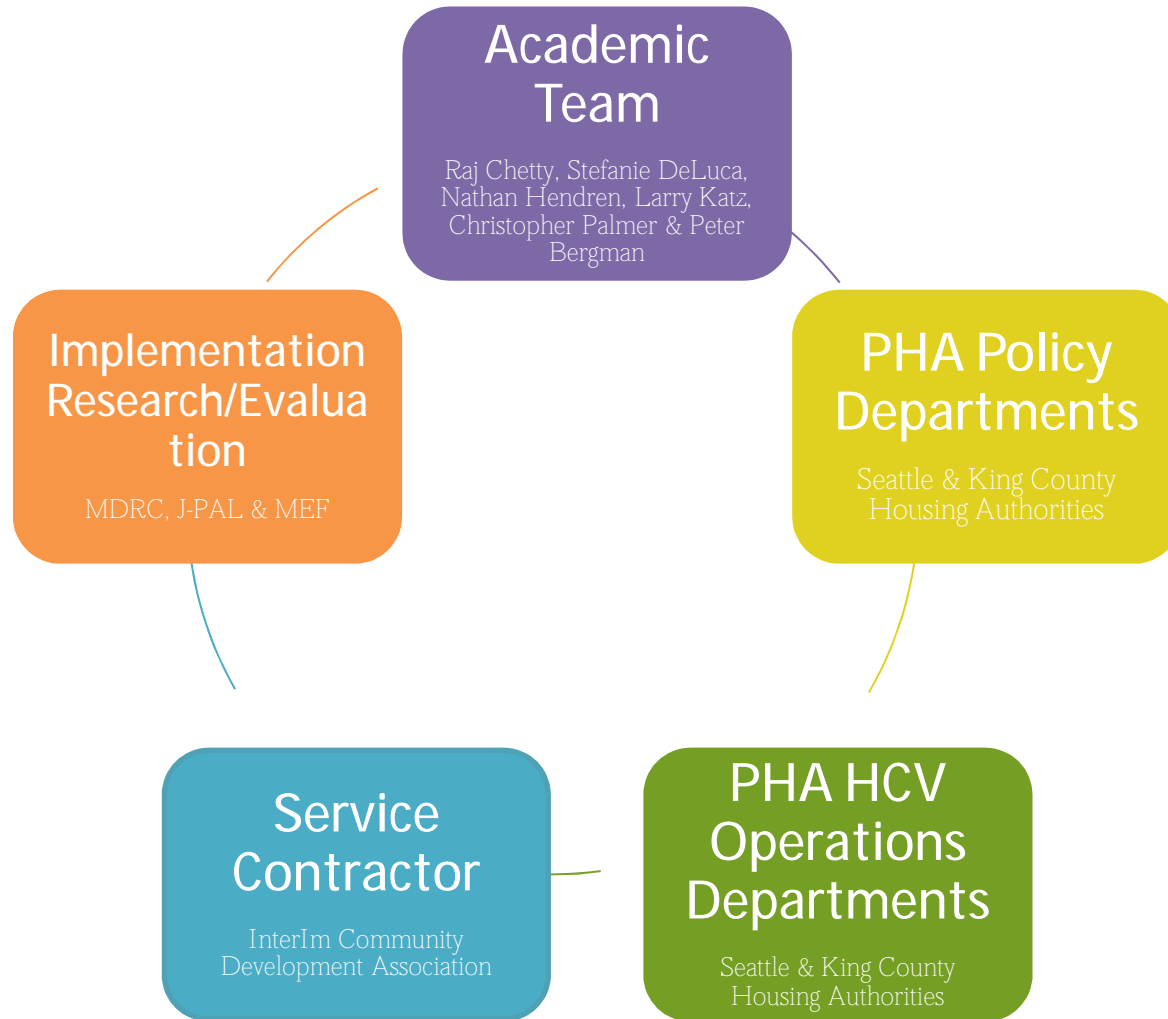 Academic
Team
Raj Chetty, Stefanie DeLuca,
Nathan Hendren, Larry Katz,
Christopher Palmer & Peter
Bergman
PHA Policy
Departments
Seattle & King County
Housing Authorities
PHA HCV
Operations
Departments
Seattle & King County
Housing Authorities
Service
Contractor
InterIm Community
Development Association
Implementation
Research/Evalua
tion
MDRC, J-PAL & MEF